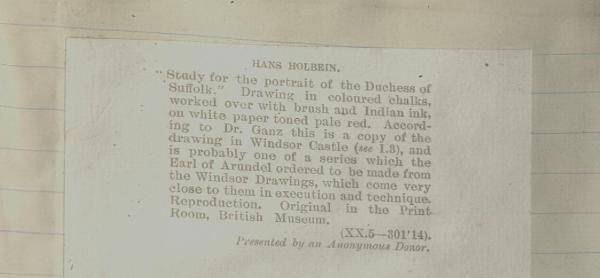 HANS HOLBEIN.
"Study for the portrait of the Duchess of
Suffolk." Drawing in coloured chalks,
worked over with brush and Indian ink,
on white paper toned pale red. Accord-
ing to Dr. Ganz this is a copy of the
drawing in Windsor Castle (see I.3), and
is probably one of a series which the
Earl of Arundel ordered to be made from
the Windsor Drawings, which come very
close to them in execution and technique.
Reproduction. Original in the Print
Room, British Museum.
(XX.5—301'14).
Presented by an Anonymous Donor.